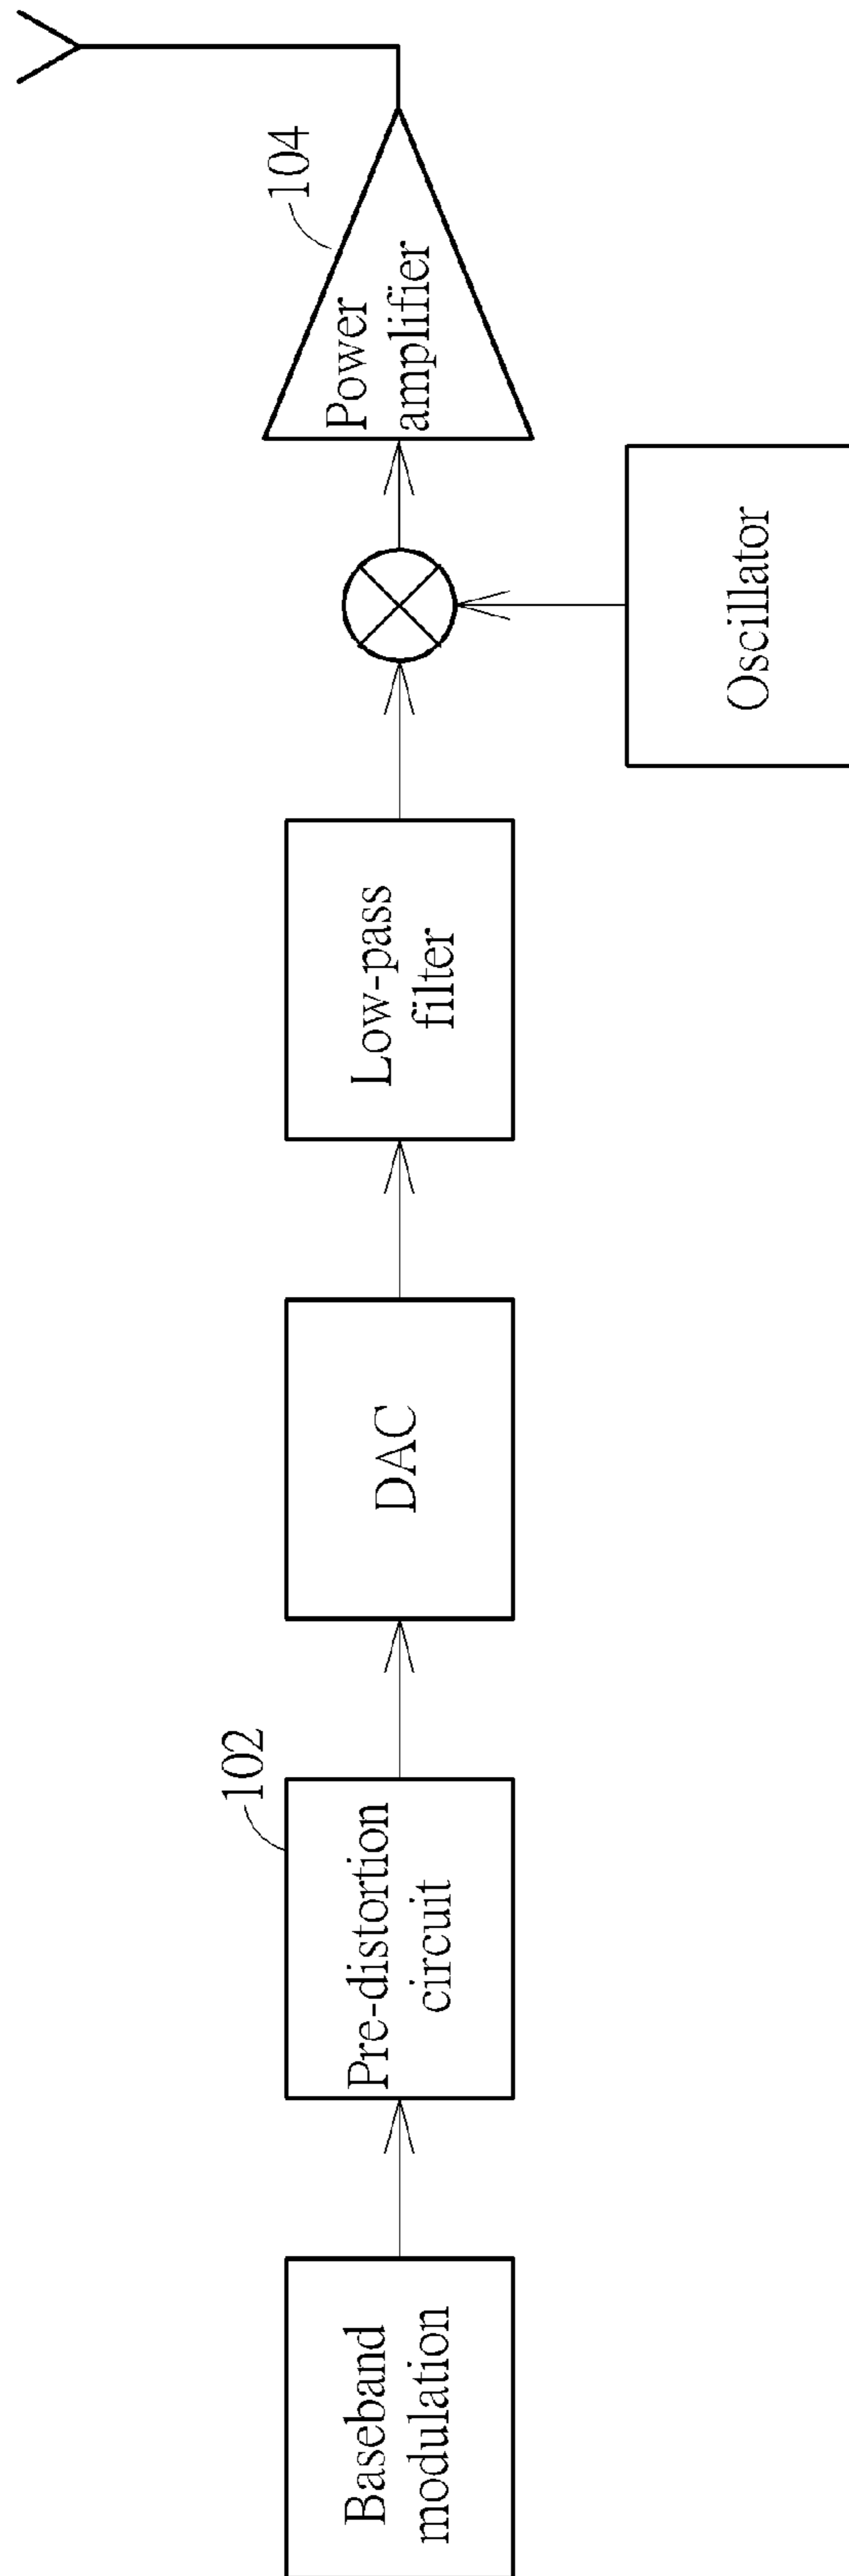 Baseband
modulation
Pre-distortion
circuit
102
DAC
Low-pass
filter
Oscillator
Power
amplifier
104